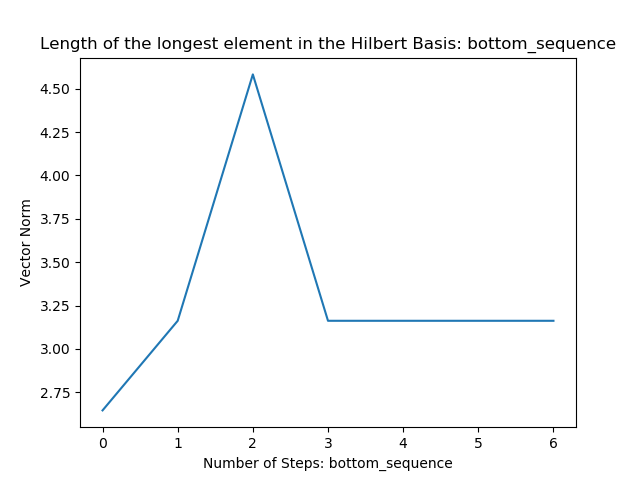 Length of the longest element in the Hilbert Basis: bottom_sequence
4.50
4.25
4.00
3.75
3.50
3.25
3.00
2.75
Vector Norm
0 1 2 3 4 5 6
Number of Steps: bottom_sequence